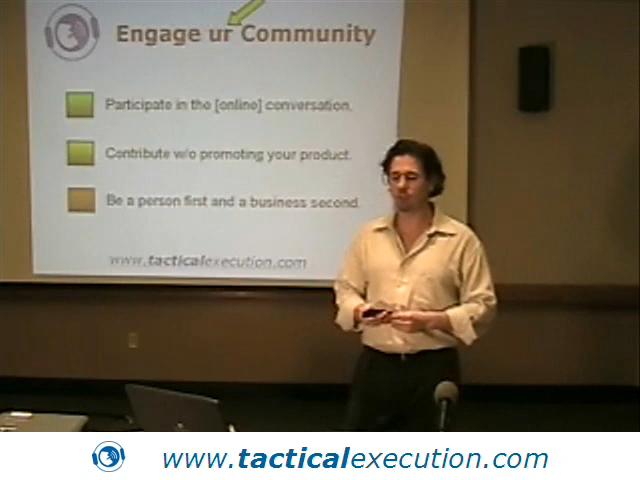 Engage ur Community
Participate in the [online] conversation.
Contribute w/o promoting your product.
Be a person first and a business second.
www.tacticalexecution.com
www.tacticalexecution.com